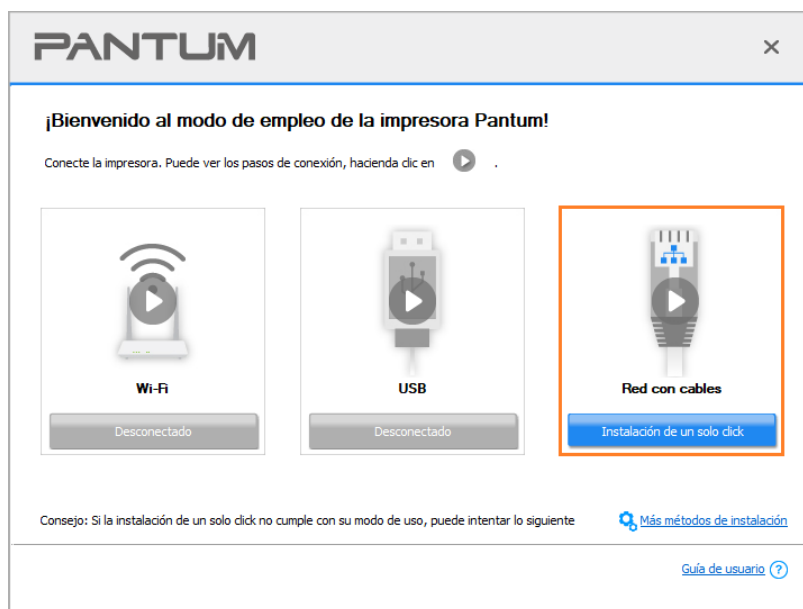 PANTUM
¡Bienvenido al modo de empleo de la impresora Pantum!
Conecte la impresora. Puede ver los pasos de conexión, hacienda clic en .
Wi-Fi
Desconectado
USB
Desconectado
Red con cables
Instalación de un solo click
Consejo: Si la instalación de un solo click no cumple con su modo de uso, puede intentar lo siguiente
Más métodos de instalación
Guía de usuario ?